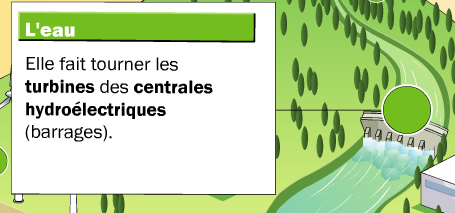 L'eau
Elle fait tourner les
turbines des centrales
hydroélectriques
(barrages).